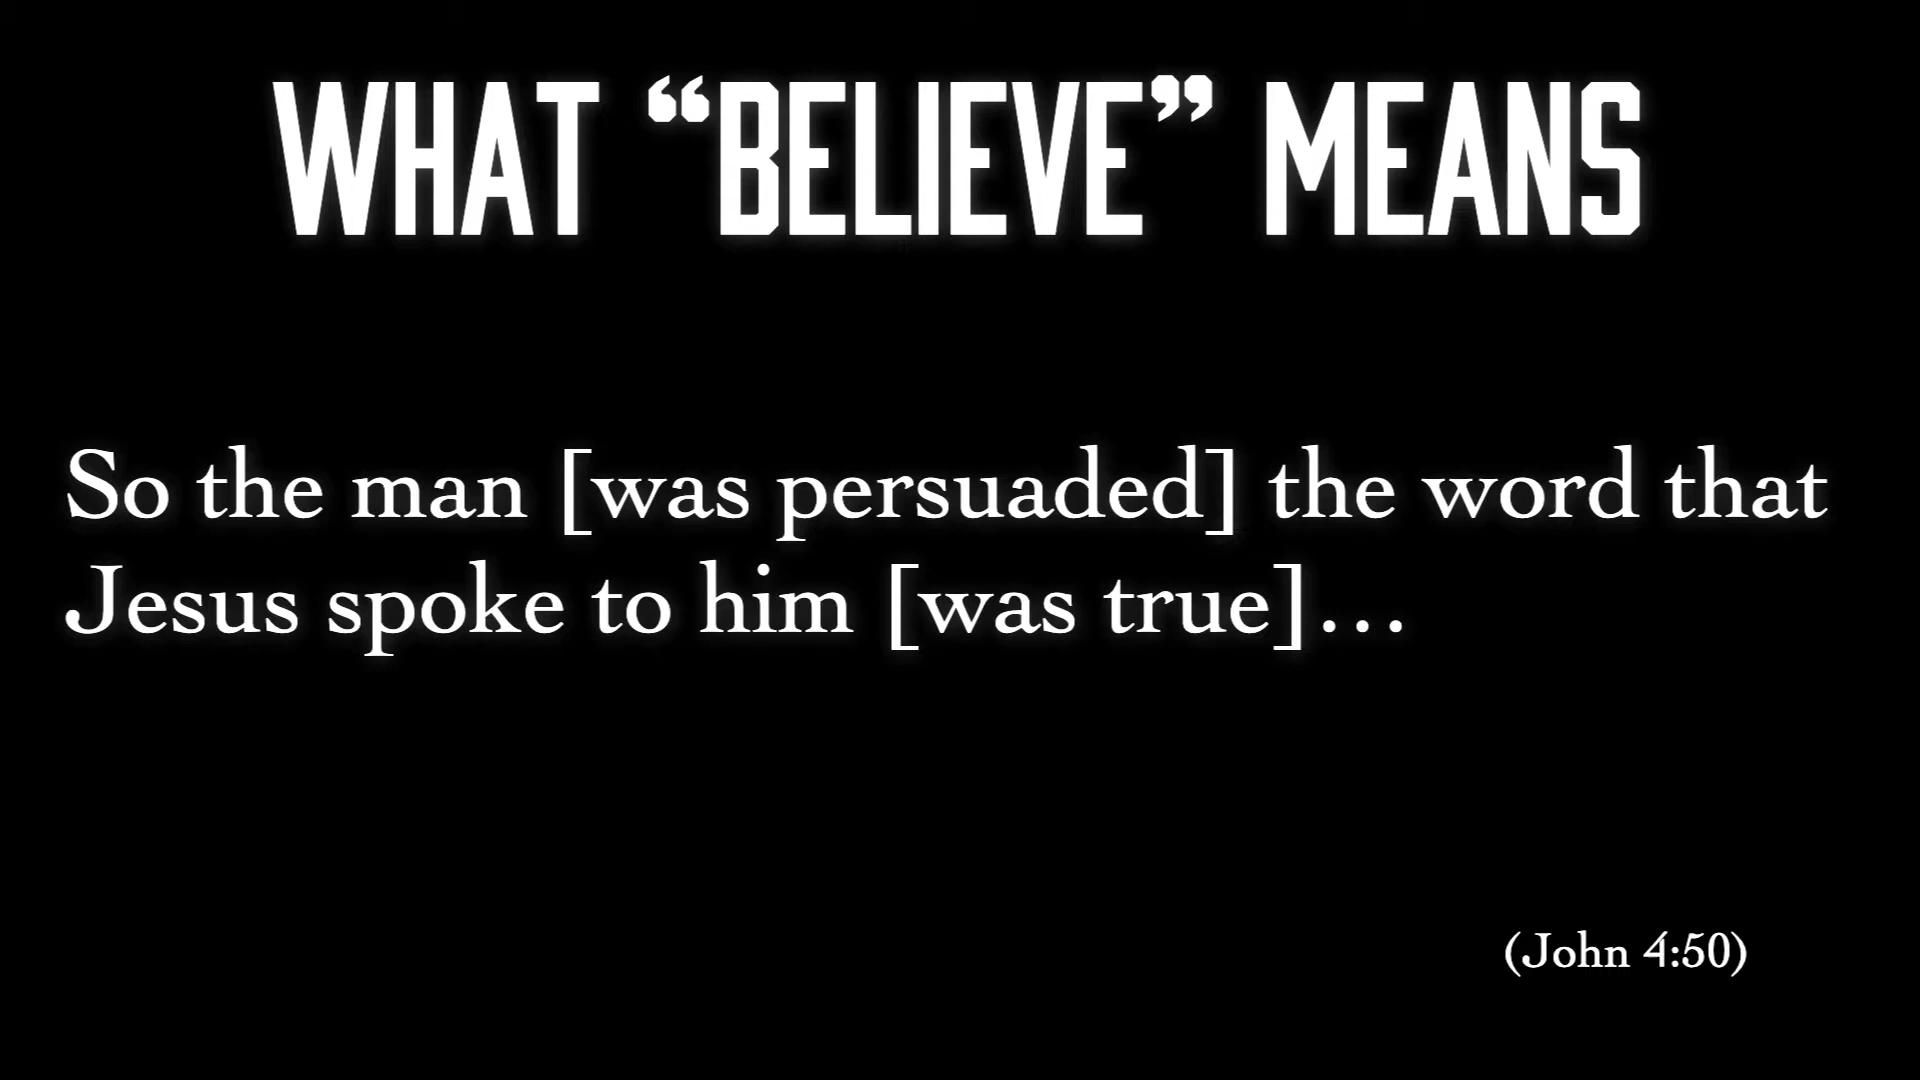 WHAT “BELIEVE” MEANS
So the man [was persuaded] the word that
Jesus spoke to him [was true]…
(John 4:50)